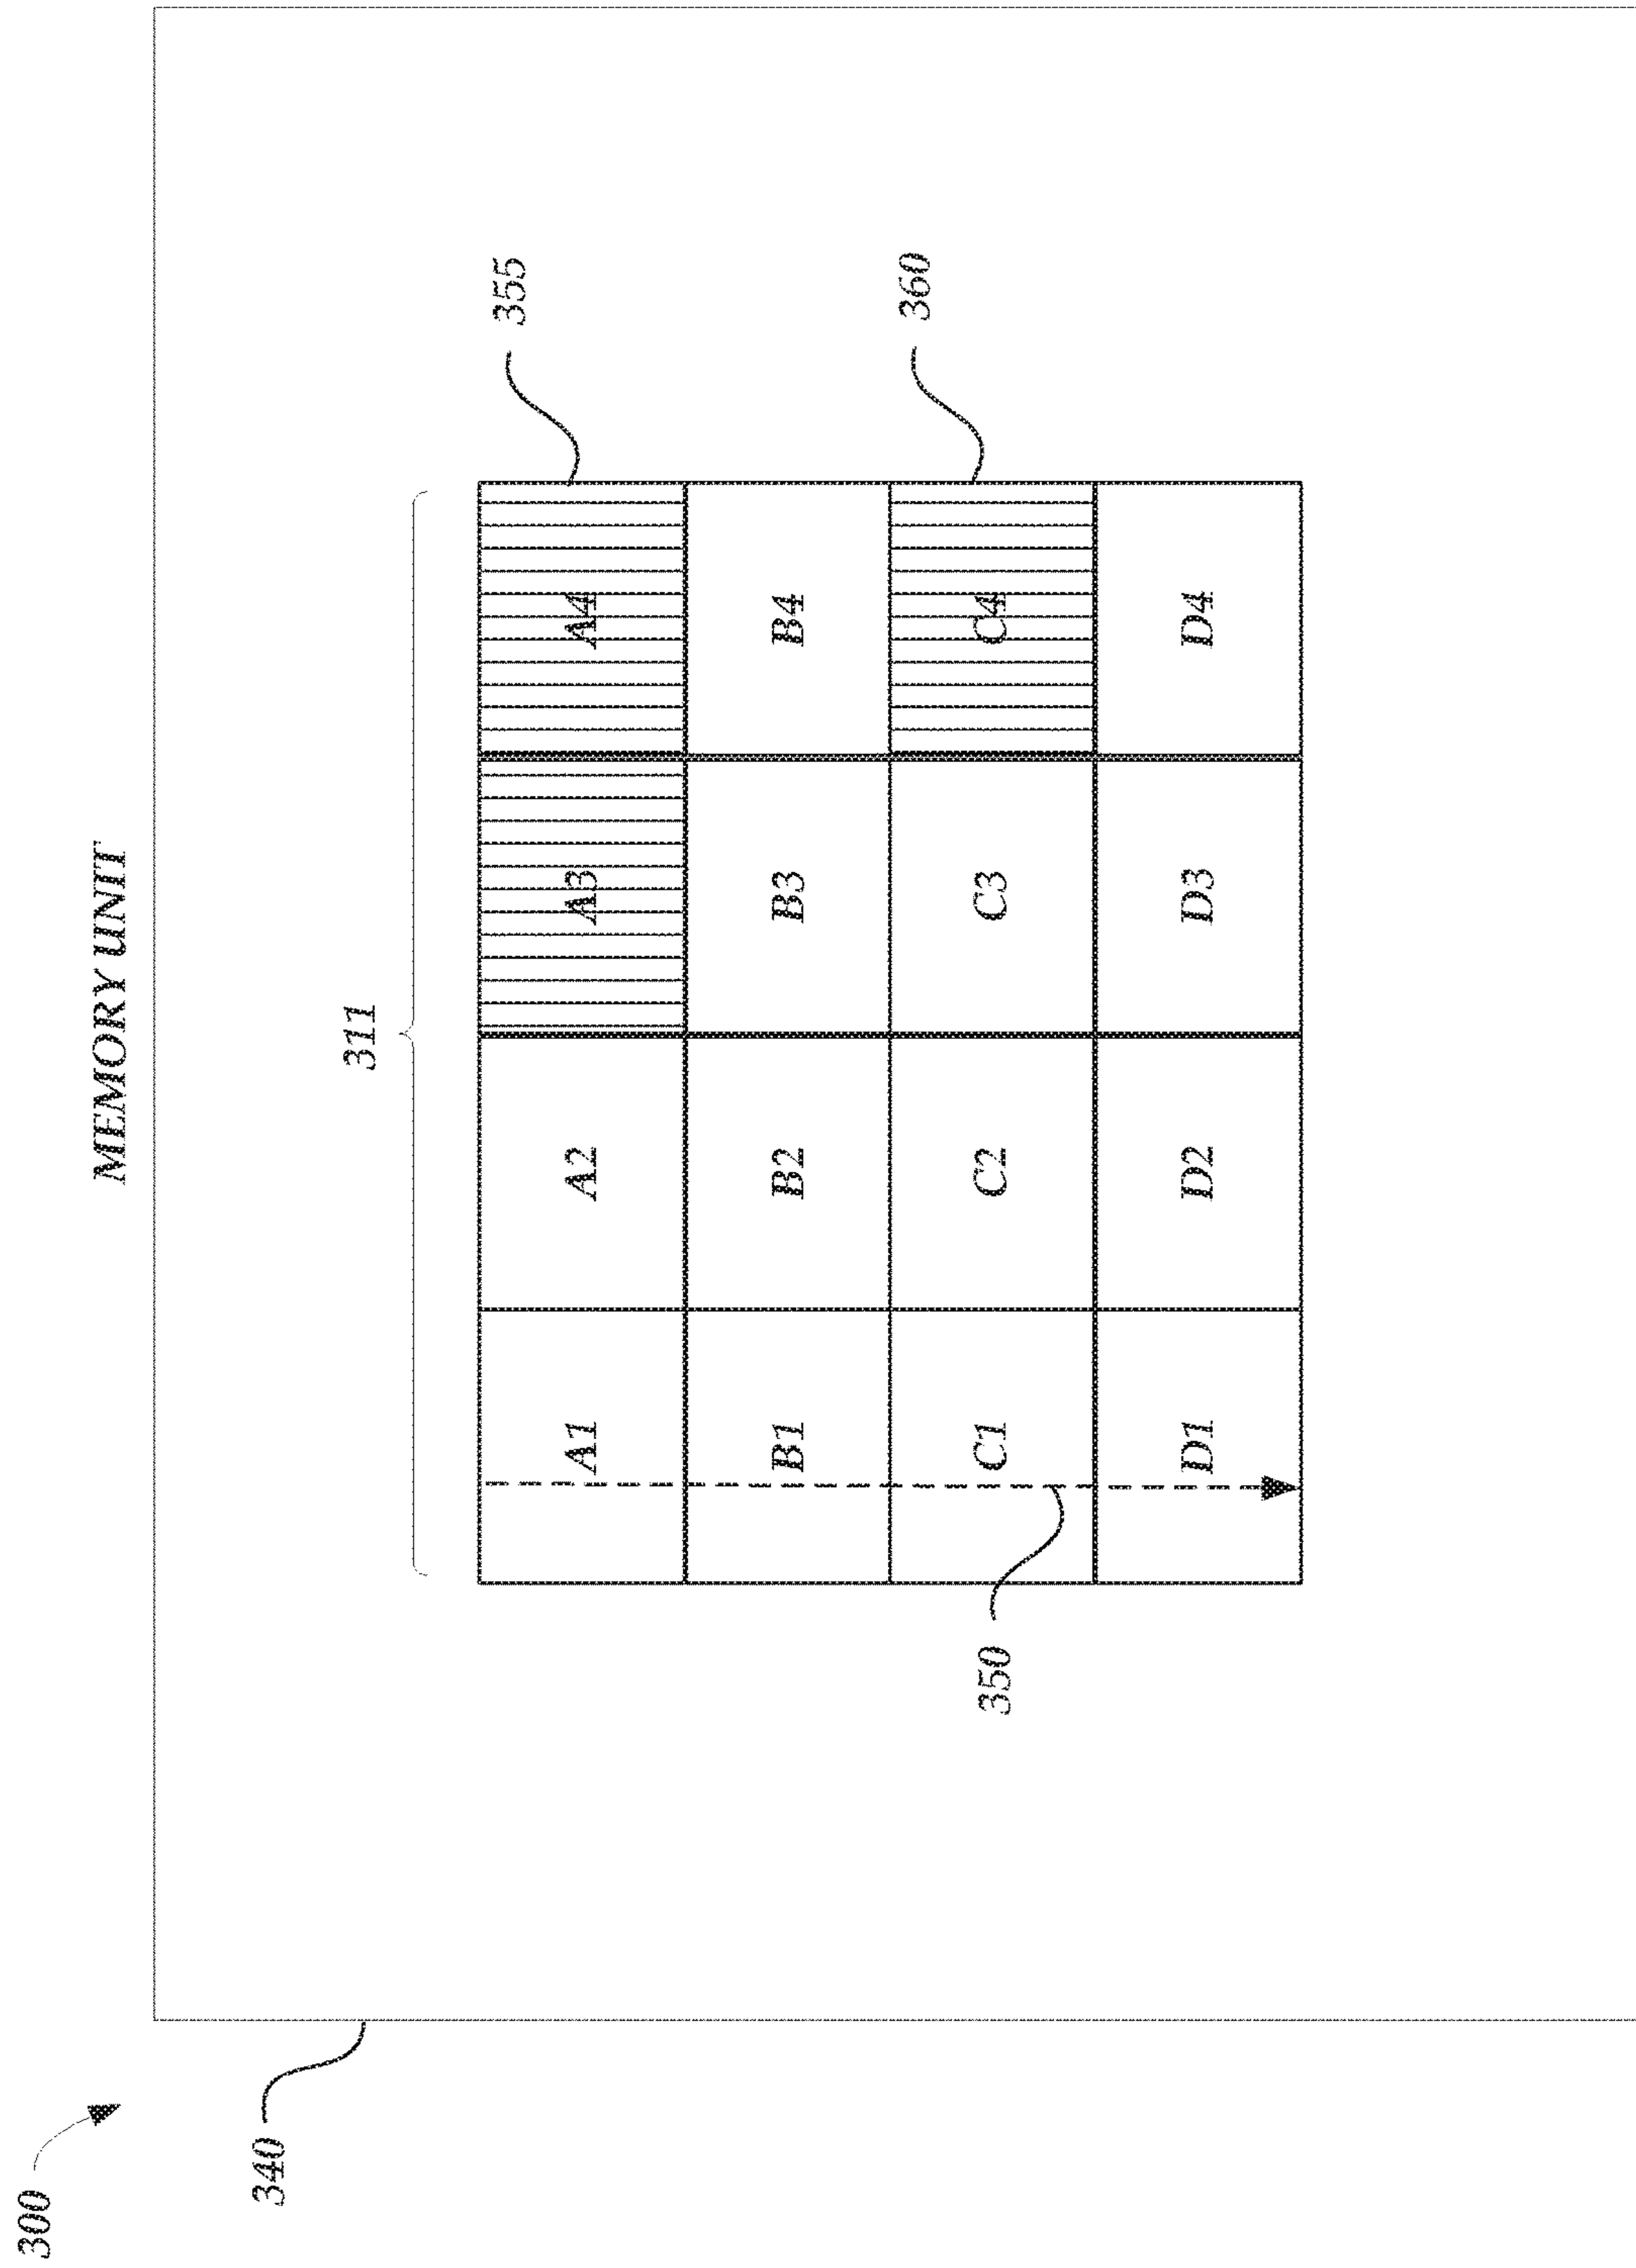 300
MEMORY UNIT
340
311
355
A1 A2 A3 A4
B1 B2 B3 B4
360
350
C1 C2 C3 C4
D1 D2 D3 D4